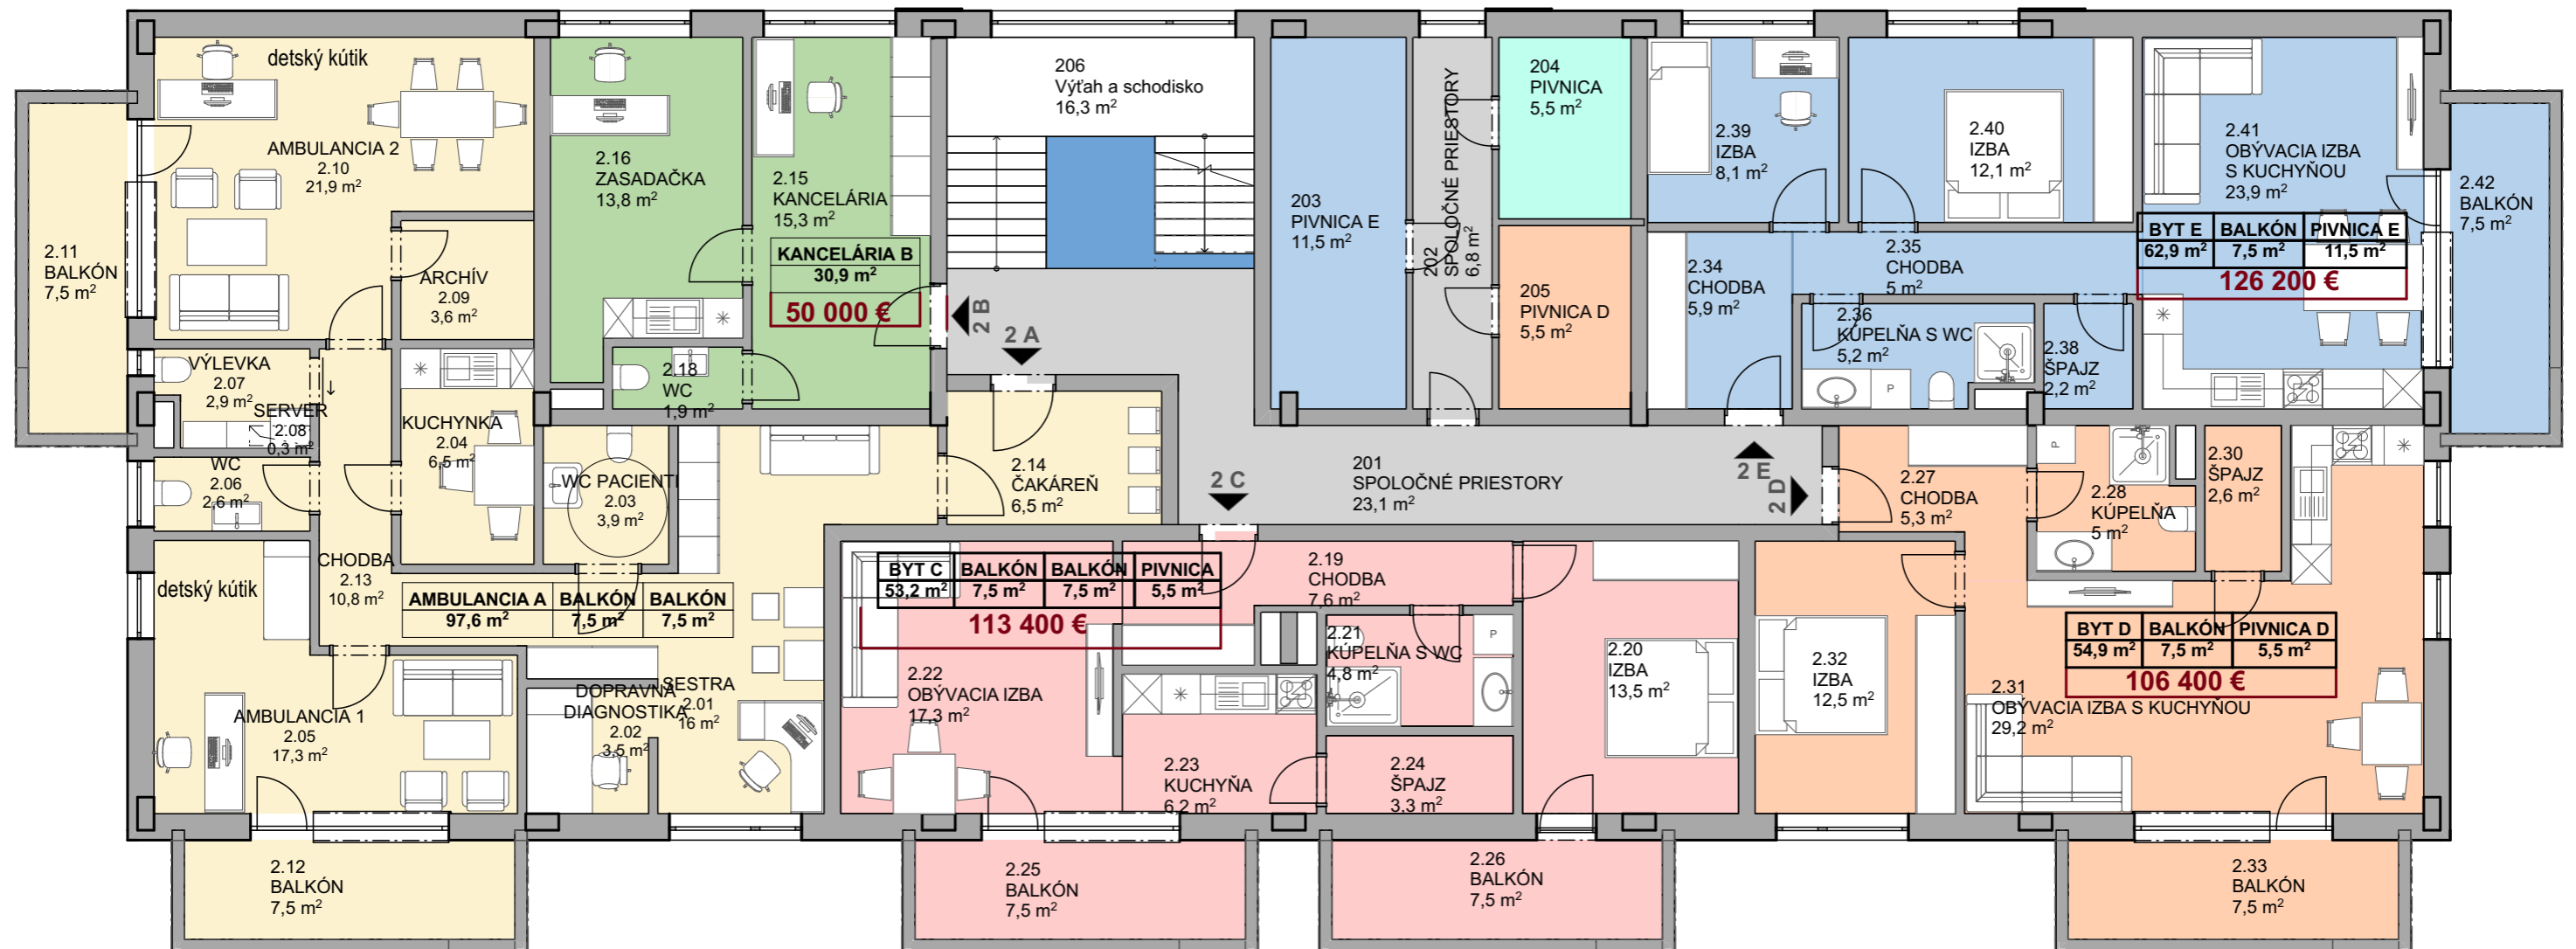 detský kútik
AMBULANCIA 2
2.10
21,9 m²
2.11
BALKÓN
7,5 m²
ARCHÍV
2.09
3,6 m²
VÝLEVKA
2.07
2,9 m²
SERVER
2.08
0,3 m²
WC
2.06
2,6 m²
KUCHYNKA
2.04
6,5 m²
WC PACIENTI
2.03
3,9 m²
detský kútik
CHODBA
2.13
10,8 m²
AMBULANCIA A BALKÓN BALKÓN
97,6 m² 7,5 m² 7,5 m²
AMBULANCIA 1
2.05
17,3 m²
DOPRAVNÁ
DIAGNOSTIKA
2.02
3,5 m²
SESTRA
2.01
16 m²
2.12
BALKÓN
7,5 m²
2.16
ZASADAČKA
13,8 m²
2.15
KANCELÁRIA
15,3 m²
KANCELÁRIA B
30,9 m²
50 000 €
2.18
WC
1,9 m²
2 B
2 A
206
Výťah a schodisko
16,3 m²
2.14
ČAKÁREŇ
6,5 m²
2 C
203
PIVNICA E
11,5 m²
202
SPOLOČNÉ PRIESTORY
6,8 m²
204
PIVNICA
5,5 m²
205
PIVNICA D
5,5 m²
201
SPOLOČNÉ PRIESTORY
23,1 m²
2 E
2 D
2.39
IZBA
8,1 m²
2.40
IZBA
12,1 m²
2.41
OBÝVACIA IZBA
S KUCHYŇOU
23,9 m²
2.42
BALKÓN
7,5 m²
BYT E BALKÓN PIVNICA E
62,9 m² 7,5 m² 11,5 m²
126 200 €
2.34
CHODBA
5,9 m²
2.35
CHODBA
5 m²
2.36
KÚPELŇA S WC
5,2 m²
P
2.38
ŠPAJZ
2,2 m²
2.27
CHODBA
5,3 m²
P
2.28
KÚPELŇA
5 m²
2.30
ŠPAJZ
2,6 m²
BYT C BALKÓN BALKÓN PIVNICA
53,2 m² 7,5 m² 7,5 m² 5,5 m²
113 400 €
2.19
CHODBA
7,6 m²
2.21
KÚPELŇA S WC
4,8 m²
P
2.20
IZBA
13,5 m²
2.22
OBÝVACIA IZBA
17,3 m²
2.23
KUCHYŇA
6,2 m²
2.24
ŠPAJZ
3,3 m²
2.25
BALKÓN
7,5 m²
2.26
BALKÓN
7,5 m²
2.32
IZBA
12,5 m²
BYT D BALKÓN PIVNICA D
54,9 m² 7,5 m² 5,5 m²
106 400 €
2.31
OBÝVACIA IZBA S KUCHYŇOU
29,2 m²
2.33
BALKÓN
7,5 m²